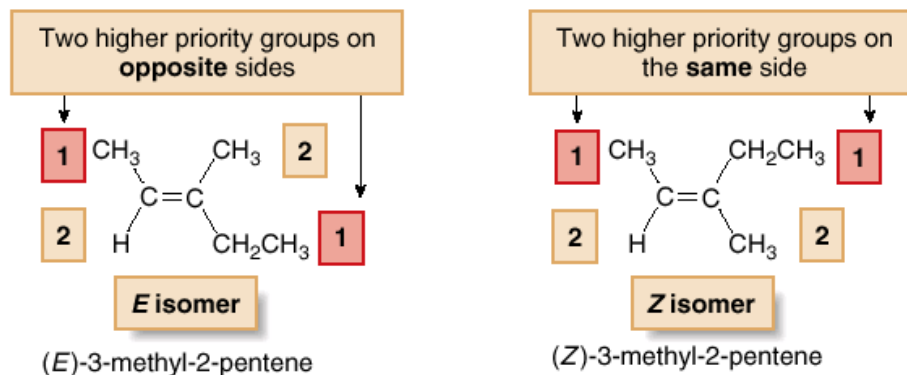 Two higher priority groups on
opposite sides
1 CH₃ CH₃ 2
C=C
2 H CH₂CH₃ 1
E isomer
(E)-3-methyl-2-pentene
Two higher priority groups on
the same side
1 CH₃ CH₂CH₃ 1
C=C
2 H CH₃ 2
Z isomer
(Z)-3-methyl-2-pentene